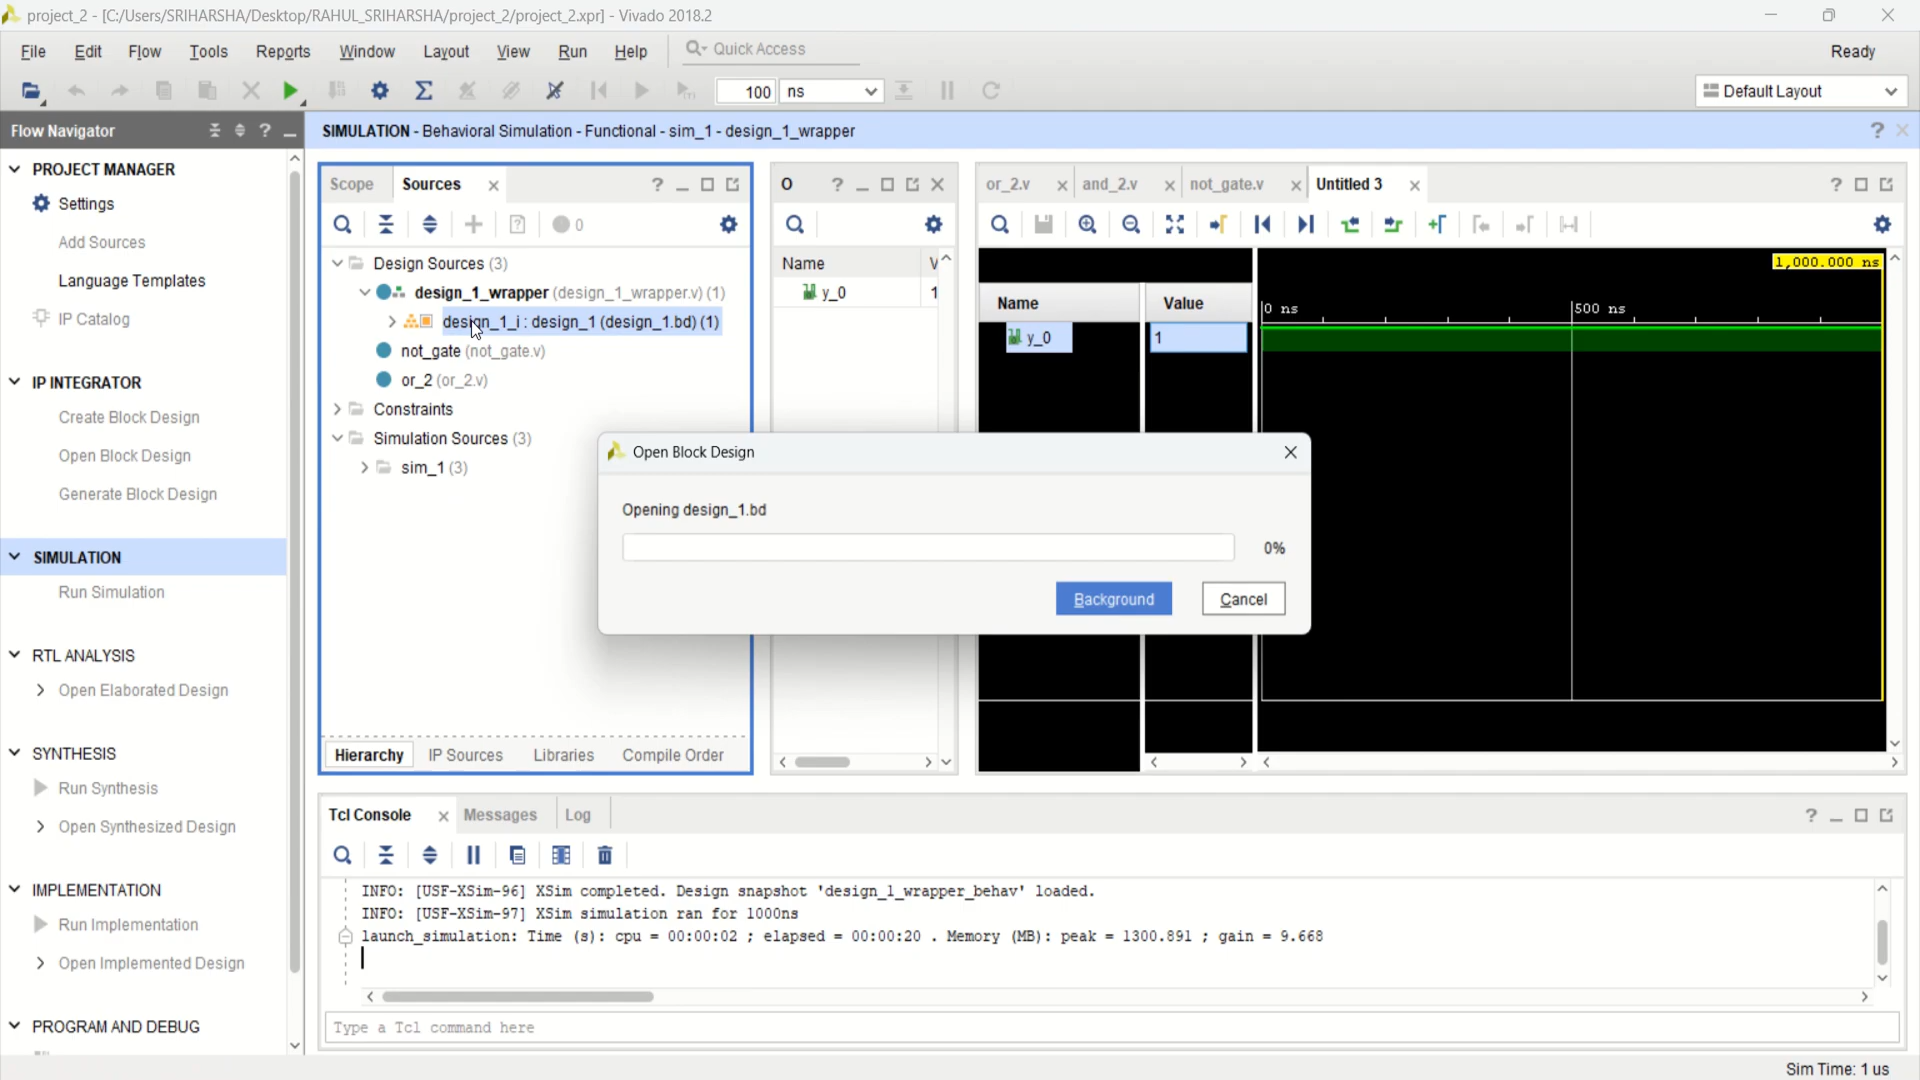 project_2 - [C:/Users/SRIHARSHA/Desktop/RAHUL_SRIHARSHA/project_2/project_2.xpr] - Vivado 2018.2
File Edit Flow Tools Reports Window Layout View Run Help Quick Access Ready
100 ns Default Layout
Flow Navigator
SIMULATION - Behavioral Simulation - Functional - sim_1 - design_1_wrapper
PROJECT MANAGER
Settings
Add Sources
Language Templates
IP Catalog
IP INTEGRATOR
Create Block Design
Open Block Design
Generate Block Design
SIMULATION
Run Simulation
RTL ANALYSIS
Open Elaborated Design
SYNTHESIS
Run Synthesis
Open Synthesized Design
IMPLEMENTATION
Run Implementation
Open Implemented Design
PROGRAM AND DEBUG
Scope Sources
0
Design Sources (3)
design_1_wrapper (design_1_wrapper.v) (1)
design_1_i : design_1 (design_1.bd) (1)
not_gate (not_gate.v)
or_2 (or_2.v)
Constraints
Simulation Sources (3)
sim_1 (3)
Hierarchy IP Sources Libraries Compile Order
O
Name V
y_0 1
or_2.v and_2.v not_gate.v Untitled 3
1,000.000 ns
Name Value
0 ns 500 ns
y_0 1
Open Block Design
Opening design_1.bd
0%
Background Cancel
Tcl Console Messages Log
INFO: [USF-XSim-96] XSim completed. Design snapshot 'design_1_wrapper_behav' loaded.
INFO: [USF-XSim-97] XSim simulation ran for 1000ns
launch_simulation: Time (s): cpu = 00:00:02 ; elapsed = 00:00:20 . Memory (MB): peak = 1300.891 ; gain = 9.668
Type a Tcl command here
Sim Time: 1 us